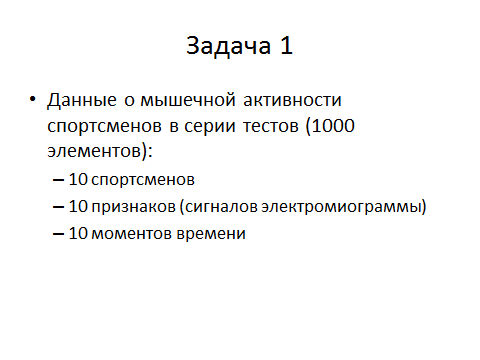 Задача 1
• Данные о мышечной активности
спортсменов в серии тестов (1000
элементов):
– 10 спортсменов
– 10 признаков (сигналов электромиограммы)
– 10 моментов времени